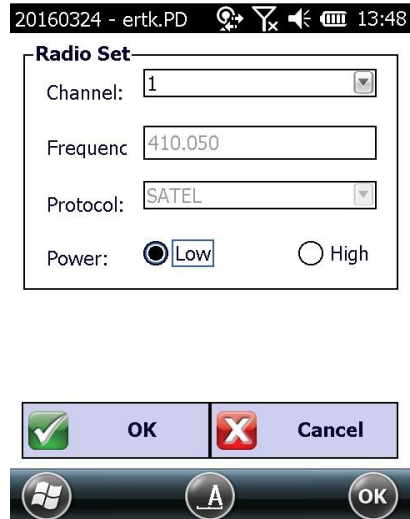 20160324 - ertk.PD 13:48
Radio Set
Channel: 1
Frequenc 410.050
Protocol: SATEL
Power: Low High
OK Cancel
A OK